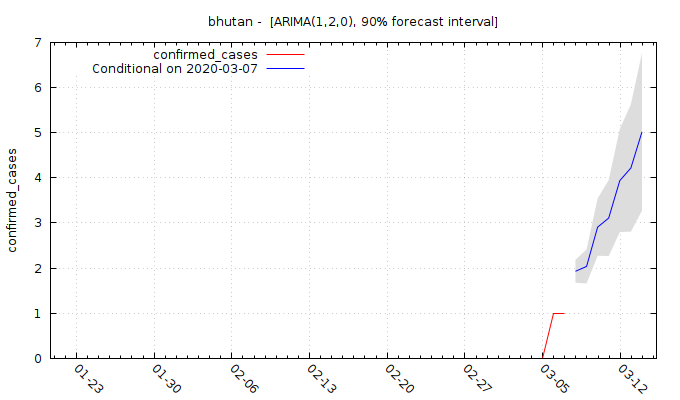 bhutan -  [ARIMA(1,2,0), 90% forecast interval]
confirmed_cases
Conditional on 2020-03-07
7
6
5
4
3
2
1
0
confirmed_cases
01-23 01-30 02-06 02-13 02-20 02-27 03-05 03-12